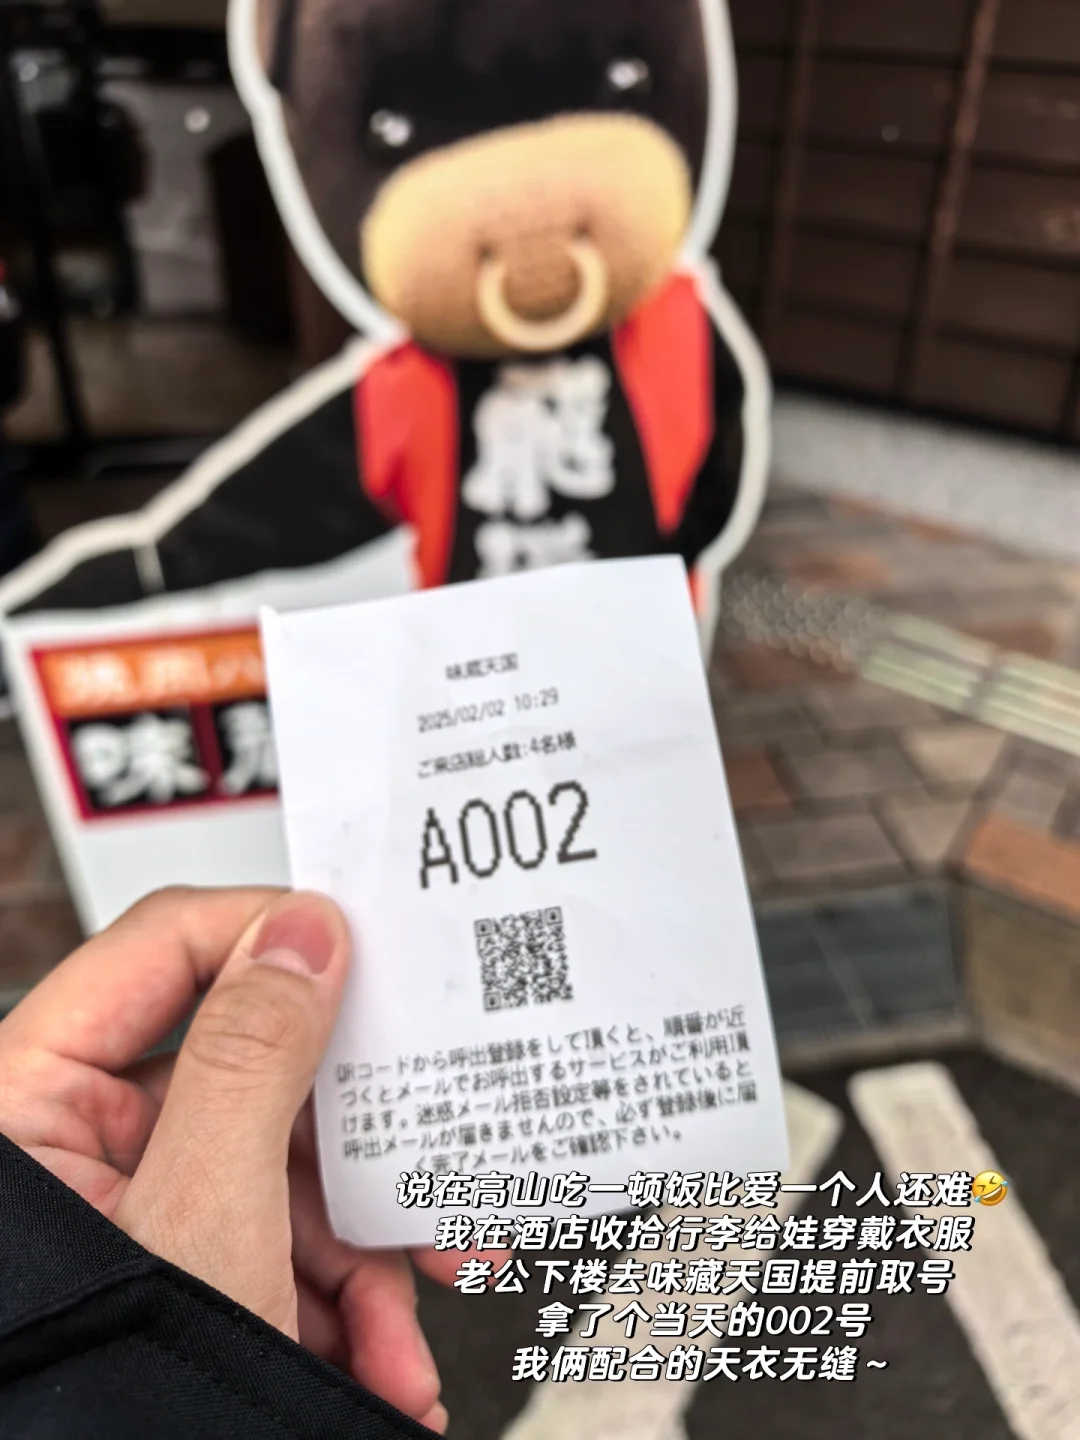 飛
味
味蔵天国
2025/02/02 10:29
ご来店総人数:4名様
A002
QRコードから呼出登録をして頂くと、順番が近
づくとメールでお呼出するサービスがご利用頂
けます。迷惑メール拒否設定等をされていると
呼出メールが届きませんので、必ず登録後に届
く完了メールをご確認下さい。
说在高山吃一顿饭比爱一个人还难🤣
我在酒店收拾行李给娃穿戴衣服
老公下楼去味藏天国提前取号
拿了个当天的002号
我俩配合的天衣无缝~